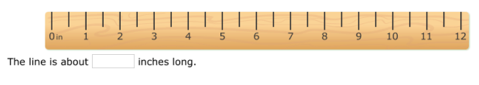 0 in 1 2 3 4 5 6 7 8 9 10 11 12
The line is about inches long.